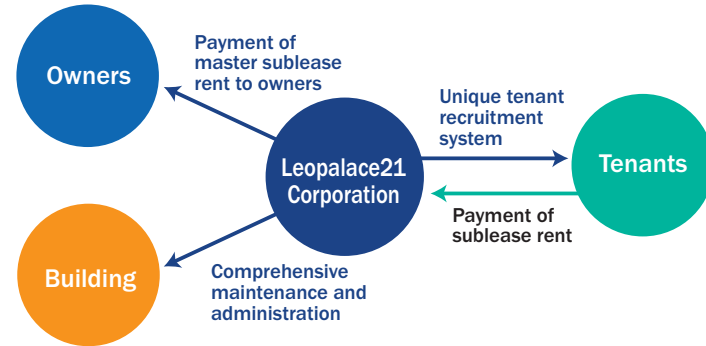 Owners
Payment of
master sublease
rent to owners
Unique tenant
recruitment
system
Leopalace21
Corporation
Tenants
Payment of
sublease rent
Building
Comprehensive
maintenance and
administration